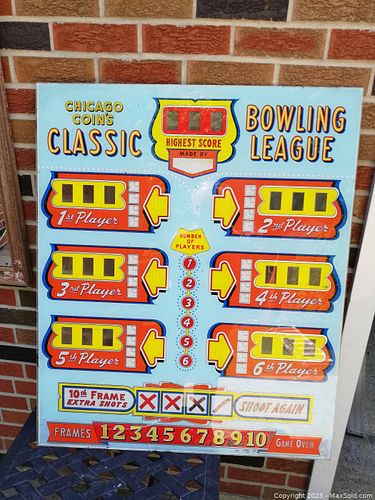 CHICAGO
COIN'S
CLASSIC
BOWLING
LEAGUE
HIGHEST SCORE
MADE BY
1st Player
2nd Player
NUMBER
OF
PLAYERS
1
2
3
4
5
6
3rd Player
4th Player
5th Player
6th Player
10th FRAME
EXTRA SHOTS
X X X /
SHOOT AGAIN
FRAMES 1 2 3 4 5 6 7 8 9 10 GAME OVER
Photo © 2023 - MaxSold.com